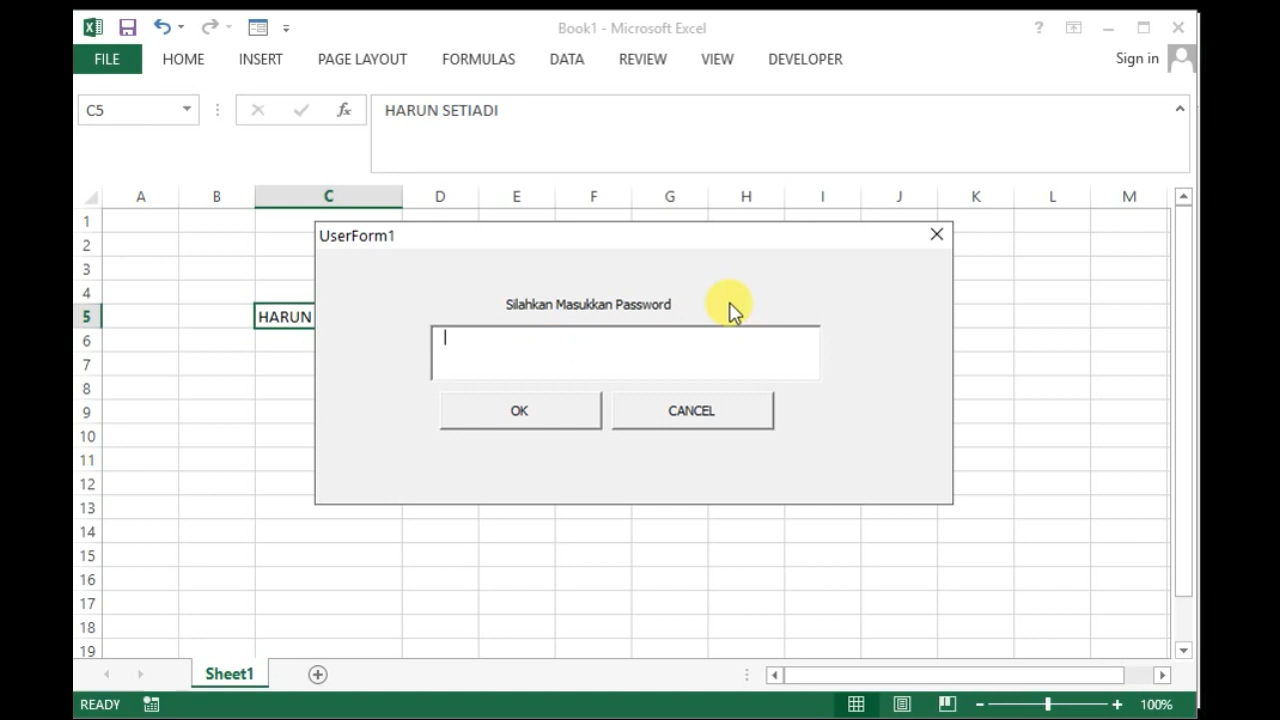 Book1 - Microsoft Excel
?
FILE HOME INSERT PAGE LAYOUT FORMULAS DATA REVIEW VIEW DEVELOPER Sign in
C5 fx HARUN SETIADI
A B C D E F G H I J K L M
1
2
UserForm1
3
4
Silahkan Masukkan Password
5 HARUN
6
7
8
9
OK CANCEL
10
11
12
13
14
15
16
17
18
19
Sheet1
READY 100%